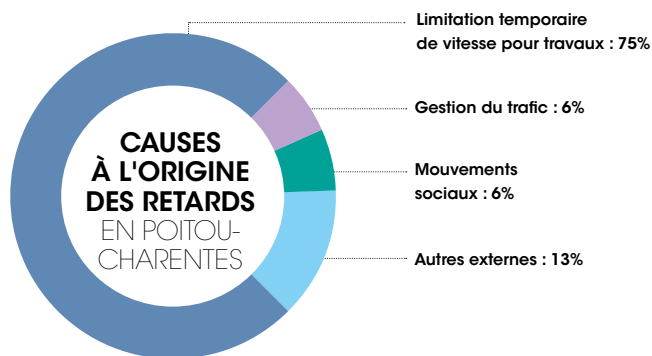 CAUSES
À L'ORIGINE
DES RETARDS
EN POITOU-
CHARENTES
Limitation temporaire
de vitesse pour travaux : 75%
Gestion du trafic : 6%
Mouvements
sociaux : 6%
Autres externes : 13%